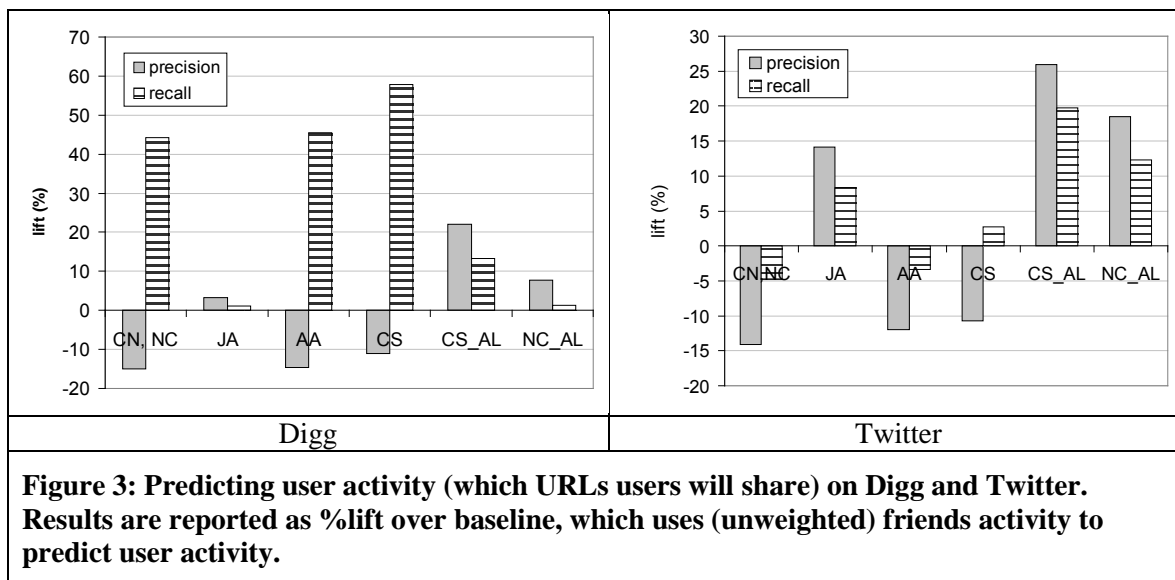 70
60
50
40
30
20
10
0
-10
-20
lift (%)
precision
recall
CN, NC JA AA CS CS_AL NC_AL
30
25
20
15
10
5
0
-5
-10
-15
-20
lift (%)
precision
recall
CN,NC JA AA CS CS_AL NC_AL
Digg Twitter
Figure 3: Predicting user activity (which URLs users will share) on Digg and Twitter.
Results are reported as %lift over baseline, which uses (unweighted) friends activity to
predict user activity.